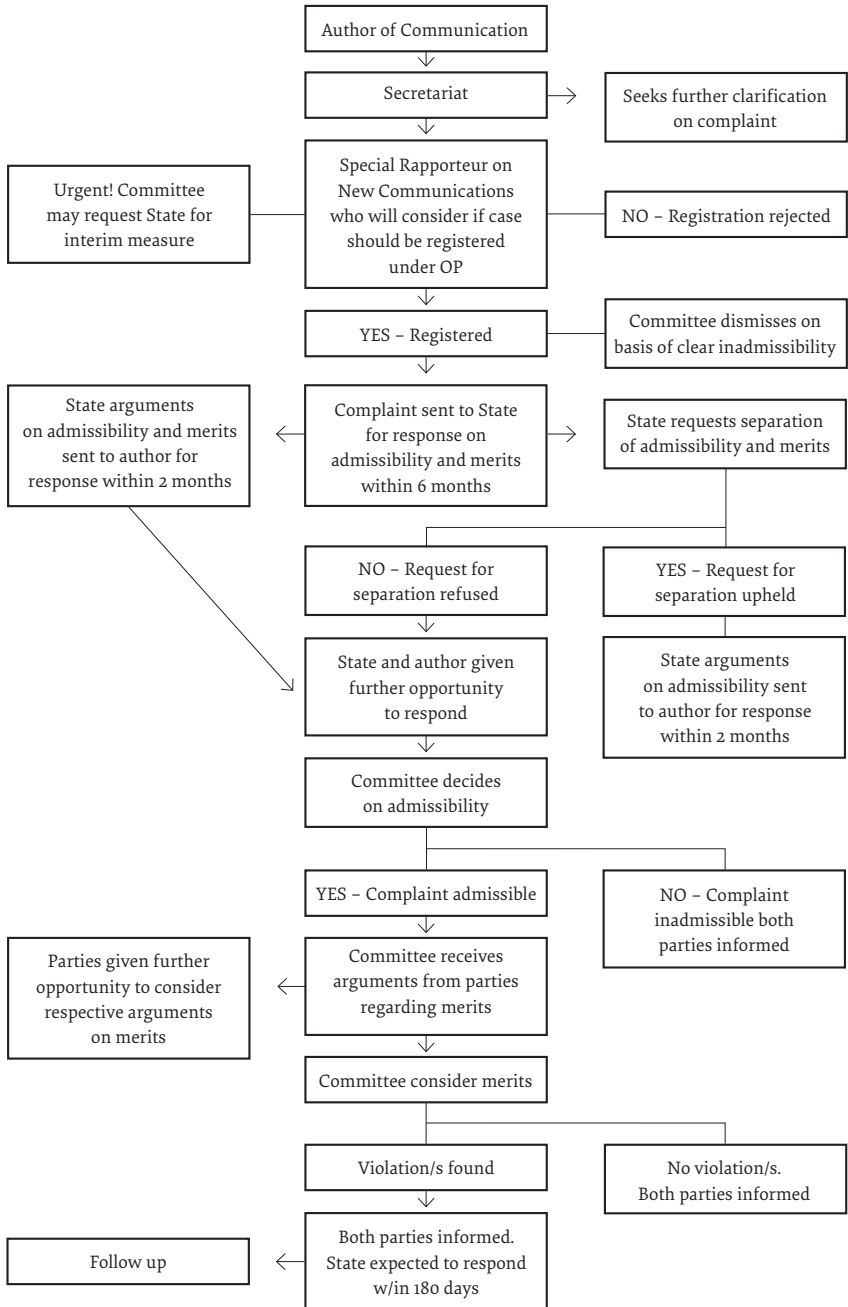 Author of Communication
Secretariat
Seeks further clarification
on complaint
Urgent! Committee
may request State for
interim measure
Special Rapporteur on
New Communications
who will consider if case
should be registered
under OP
NO – Registration rejected
YES – Registered
Committee dismisses on
basis of clear inadmissibility
State arguments
on admissibility and merits
sent to author for
response within 2 months
Complaint sent to State
for response on
admissibility and merits
within 6 months
State requests separation
of admissibility and merits
NO – Request for
separation refused
YES – Request for
separation upheld
State and author given
further opportunity
to respond
State arguments
on admissibility sent
to author for response
within 2 months
Committee decides
on admissibility
YES – Complaint admissible
NO – Complaint
inadmissible both
parties informed
Parties given further
opportunity to consider
respective arguments
on merits
Committee receives
arguments from parties
regarding merits
Committee consider merits
Violation/s found
No violation/s.
Both parties informed
Follow up
Both parties informed.
State expected to respond
w/in 180 days